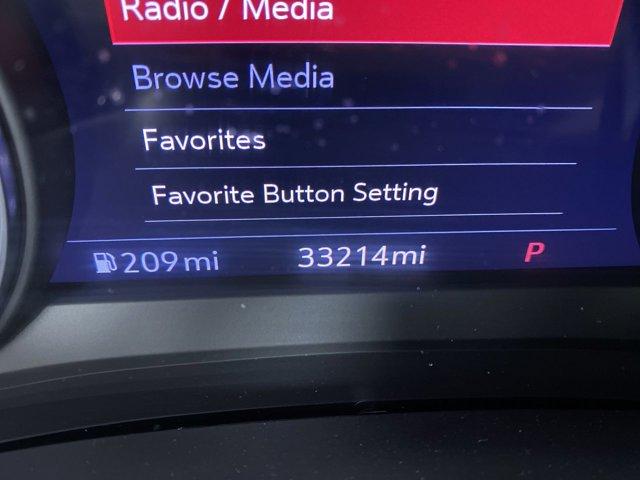 Radio / Media
Browse Media
Favorites
Favorite Button Setting
209 mi 33214mi P